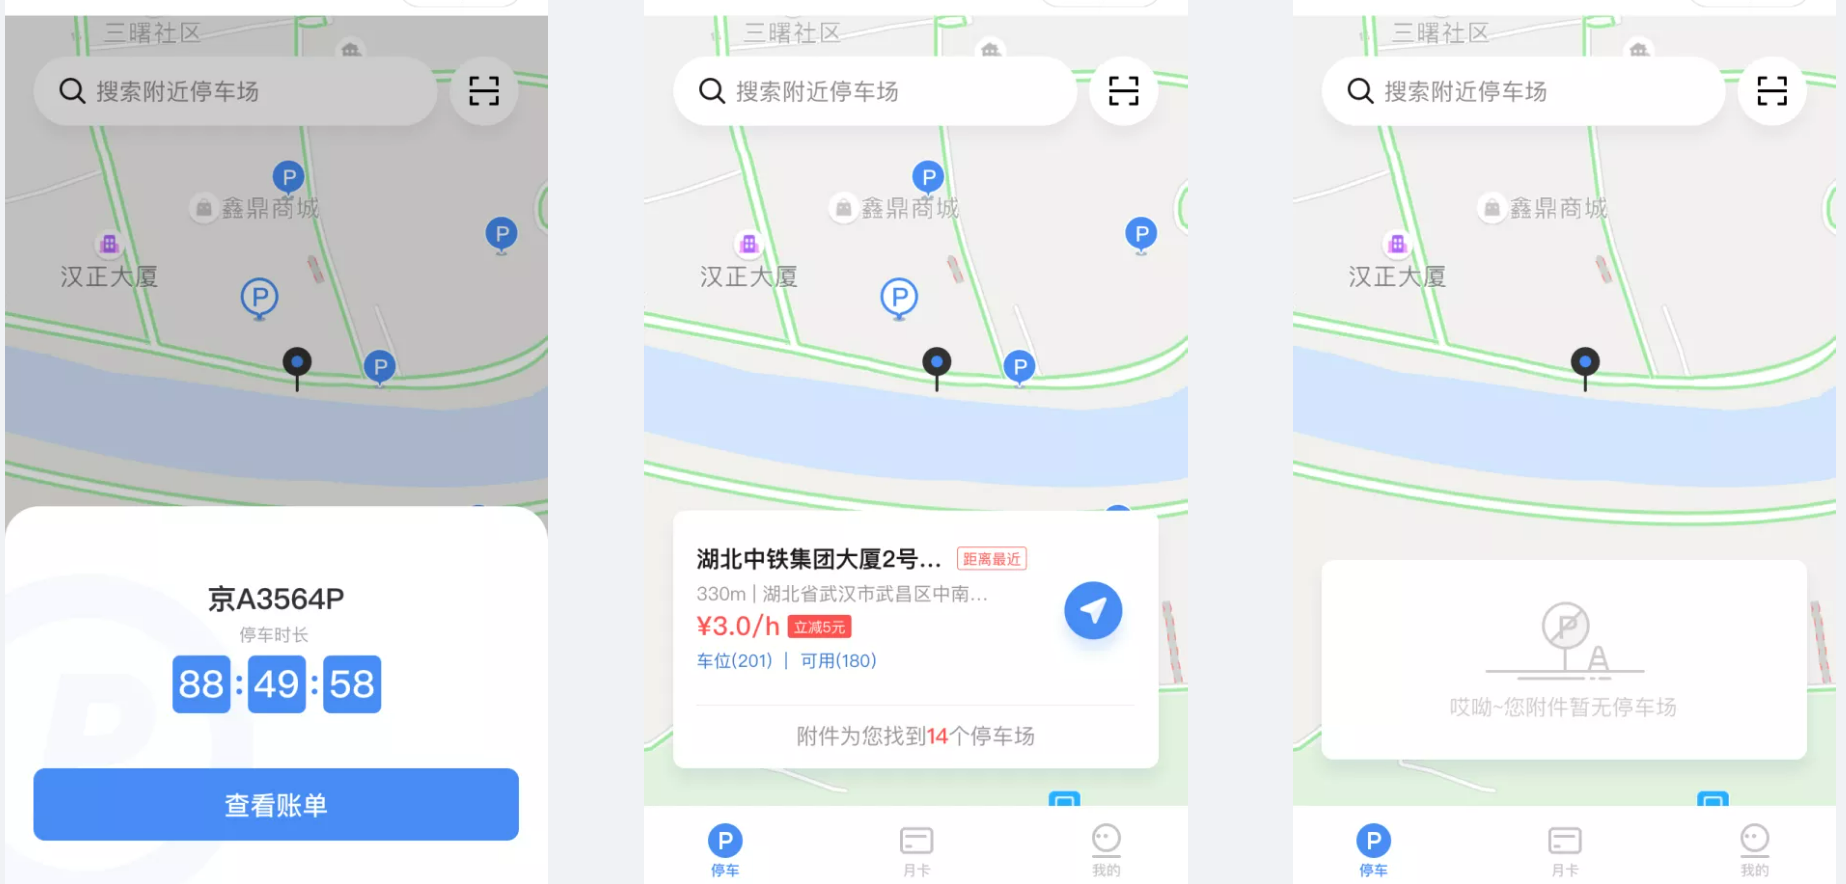 三曙社区
搜索附近停车场
P
鑫鼎商城
P
汉正大厦
P
P
京A3564P
停车时长
88:49:58
查看账单
三曙社区
搜索附近停车场
P
鑫鼎商城
P
汉正大厦
P
P
湖北中铁集团大厦2号... 距离最近
330m | 湖北省武汉市武昌区中南...
¥3.0/h 立减5元
车位(201) | 可用(180)
附件为您找到14个停车场
P
停车 月卡 我的
三曙社区
搜索附近停车场
鑫鼎商城
汉正大厦
P
哎呦~您附件暂无停车场
P
停车 月卡 我的